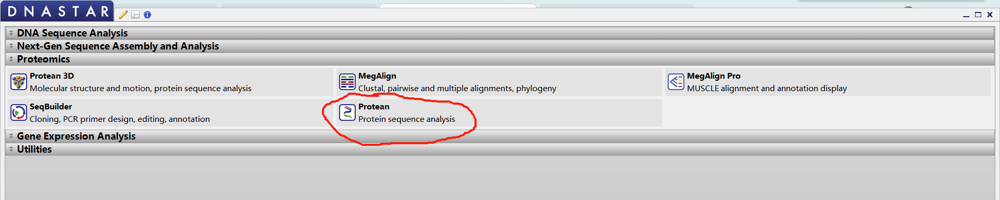 DNASTAR
DNA Sequence Analysis
Next-Gen Sequence Assembly and Analysis
Proteomics
Protean 3D
Molecular structure and motion, protein sequence analysis
MegAlign
Clustal, pairwise and multiple alignments, phylogeny
MegAlign Pro
MUSCLE alignment and annotation display
SeqBuilder
Cloning, PCR primer design, editing, annotation
Protean
Protein sequence analysis
Gene Expression Analysis
Utilities